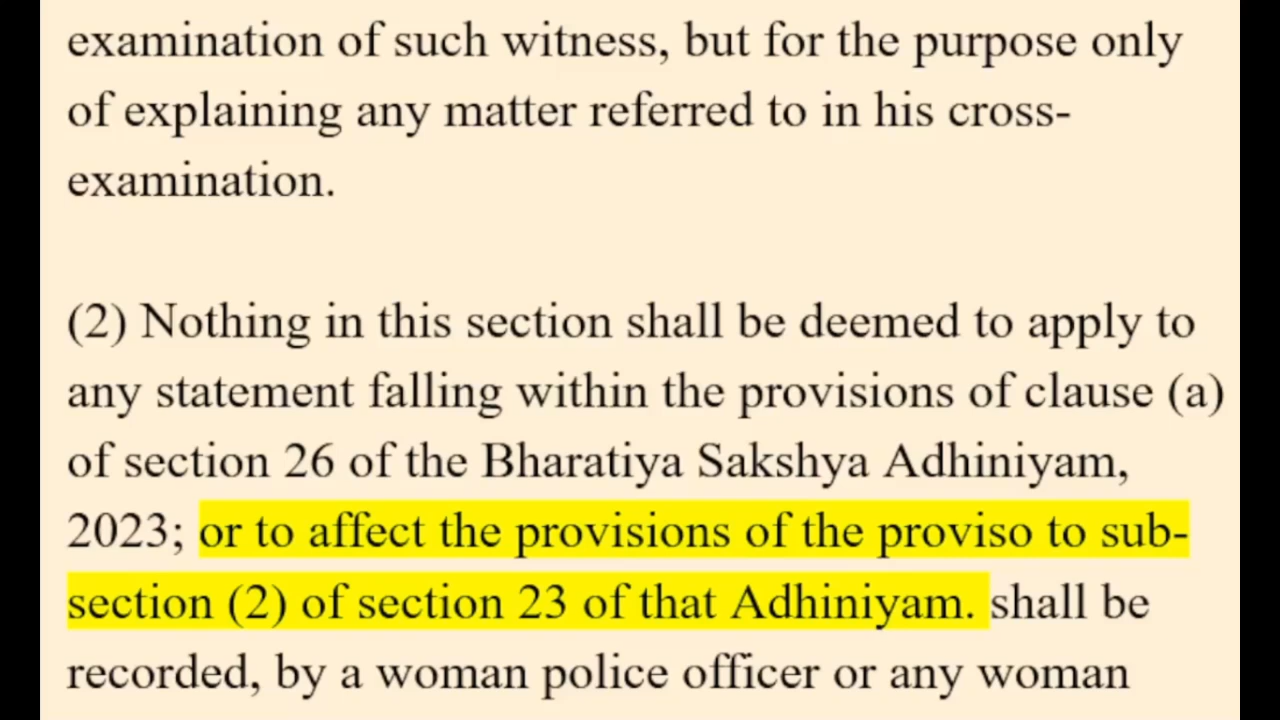 examination of such witness, but for the purpose only
of explaining any matter referred to in his cross-
examination.
(2) Nothing in this section shall be deemed to apply to
any statement falling within the provisions of clause (a)
of section 26 of the Bharatiya Sakshya Adhiniyam,
2023; or to affect the provisions of the proviso to sub-
section (2) of section 23 of that Adhiniyam. shall be
recorded, by a woman police officer or any woman